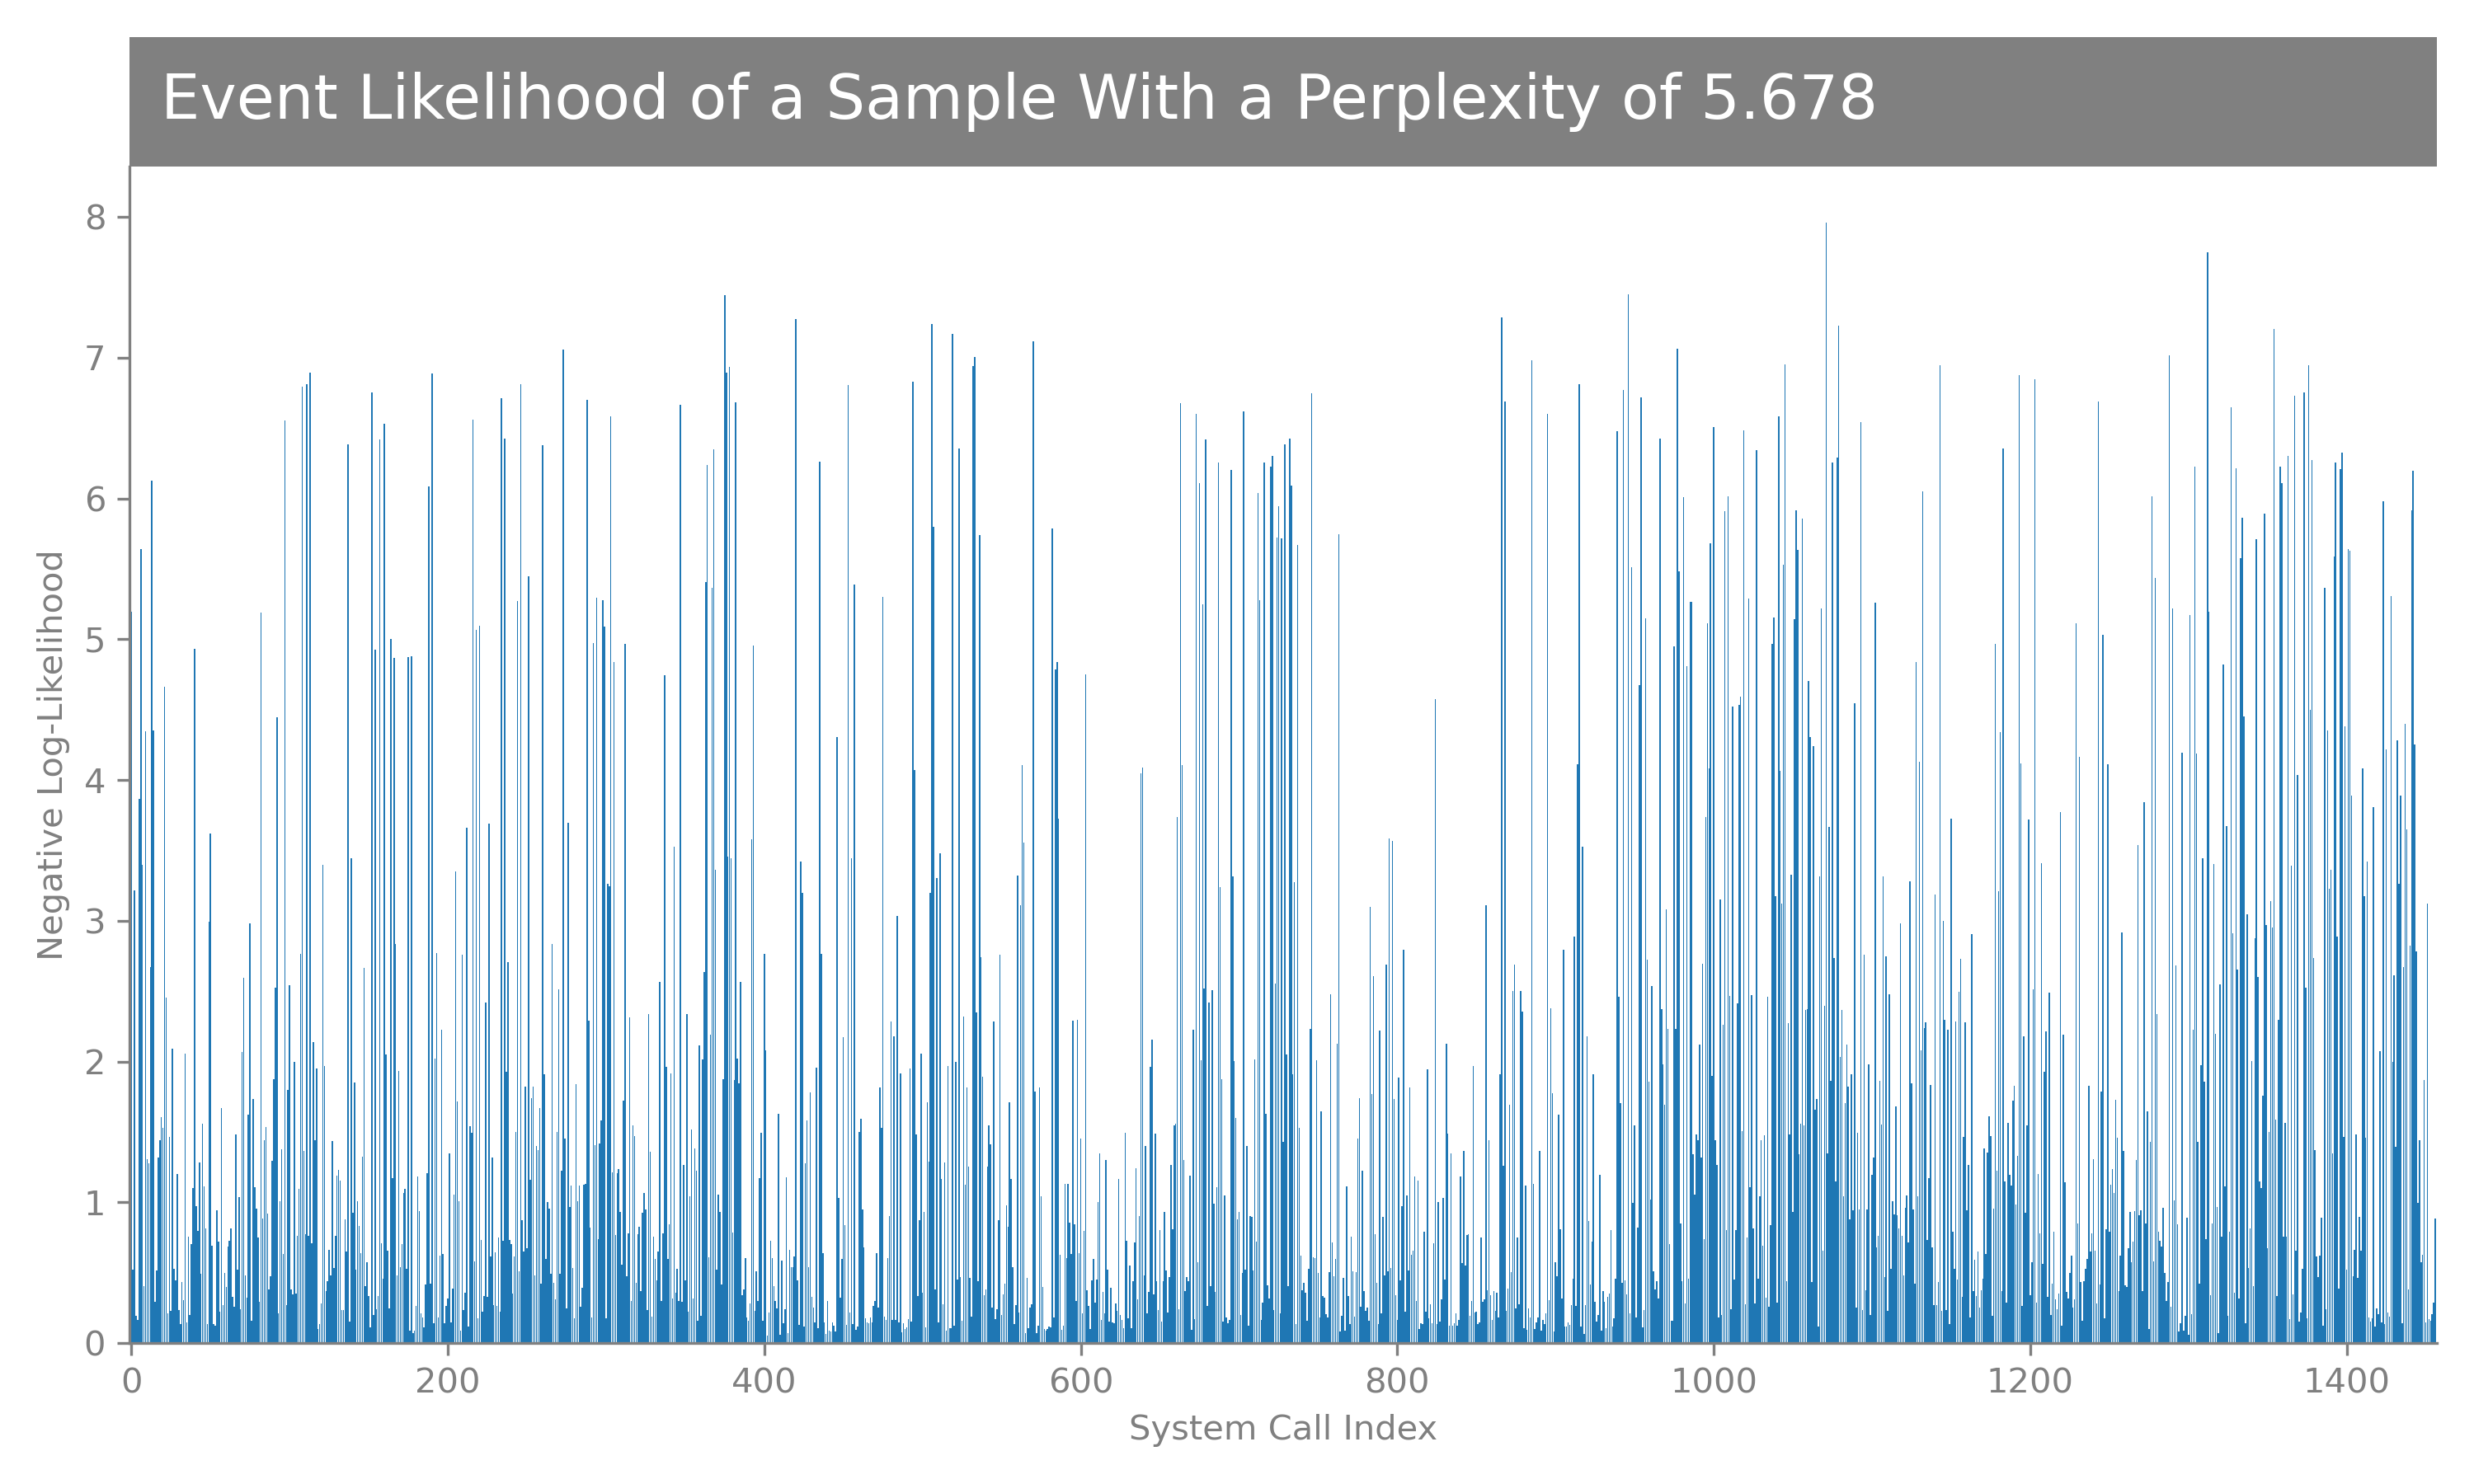 Event Likelihood of a Sample With a Perplexity of 5.678
8
7
6
5
4
3
2
1
0
Negative Log-Likelihood
0 200 400 600 800 1000 1200 1400
System Call Index